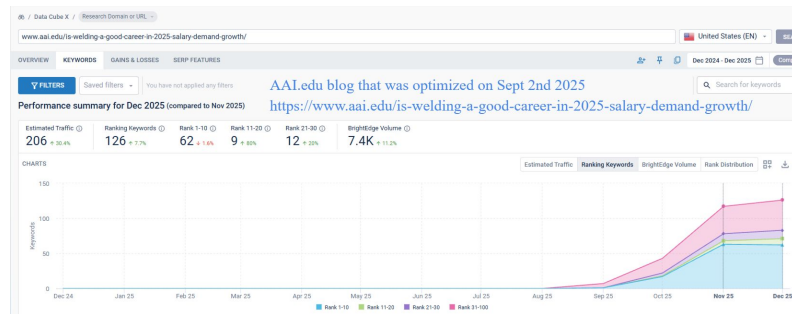 / Data Cube X / Research Domain or URL
www.aai.edu/is-welding-a-good-career-in-2025-salary-demand-growth/
United States (EN)
OVERVIEW KEYWORDS GAINS & LOSSES SERP FEATURES
Dec 2024 - Dec 2025
FILTERS
Saved filters
You have not applied any filters
Search for keywords
AAI.edu blog that was optimized on Sept 2nd 2025
https://www.aai.edu/is-welding-a-good-career-in-2025-salary-demand-growth/
Performance summary for Dec 2025 (compared to Nov 2025)
Estimated Traffic Ranking Keywords Rank 1-10 Rank 11-20 Rank 21-30 BrightEdge Volume
206 ↑ 30.4% 126 ↑ 7.7% 62 ↓ 1.6% 9 ↑ 80% 12 ↑ 20% 7.4K ↑ 11.2%
CHARTS
Estimated Traffic Ranking Keywords BrightEdge Volume Rank Distribution
Keywords
150
100
50
0
Dec 24 Jan 25 Feb 25 Mar 25 Apr 25 May 25 Jun 25 Jul 25 Aug 25 Sep 25 Oct 25 Nov 25 Dec 25
Rank 1-10 Rank 11-20 Rank 21-30 Rank 31-100